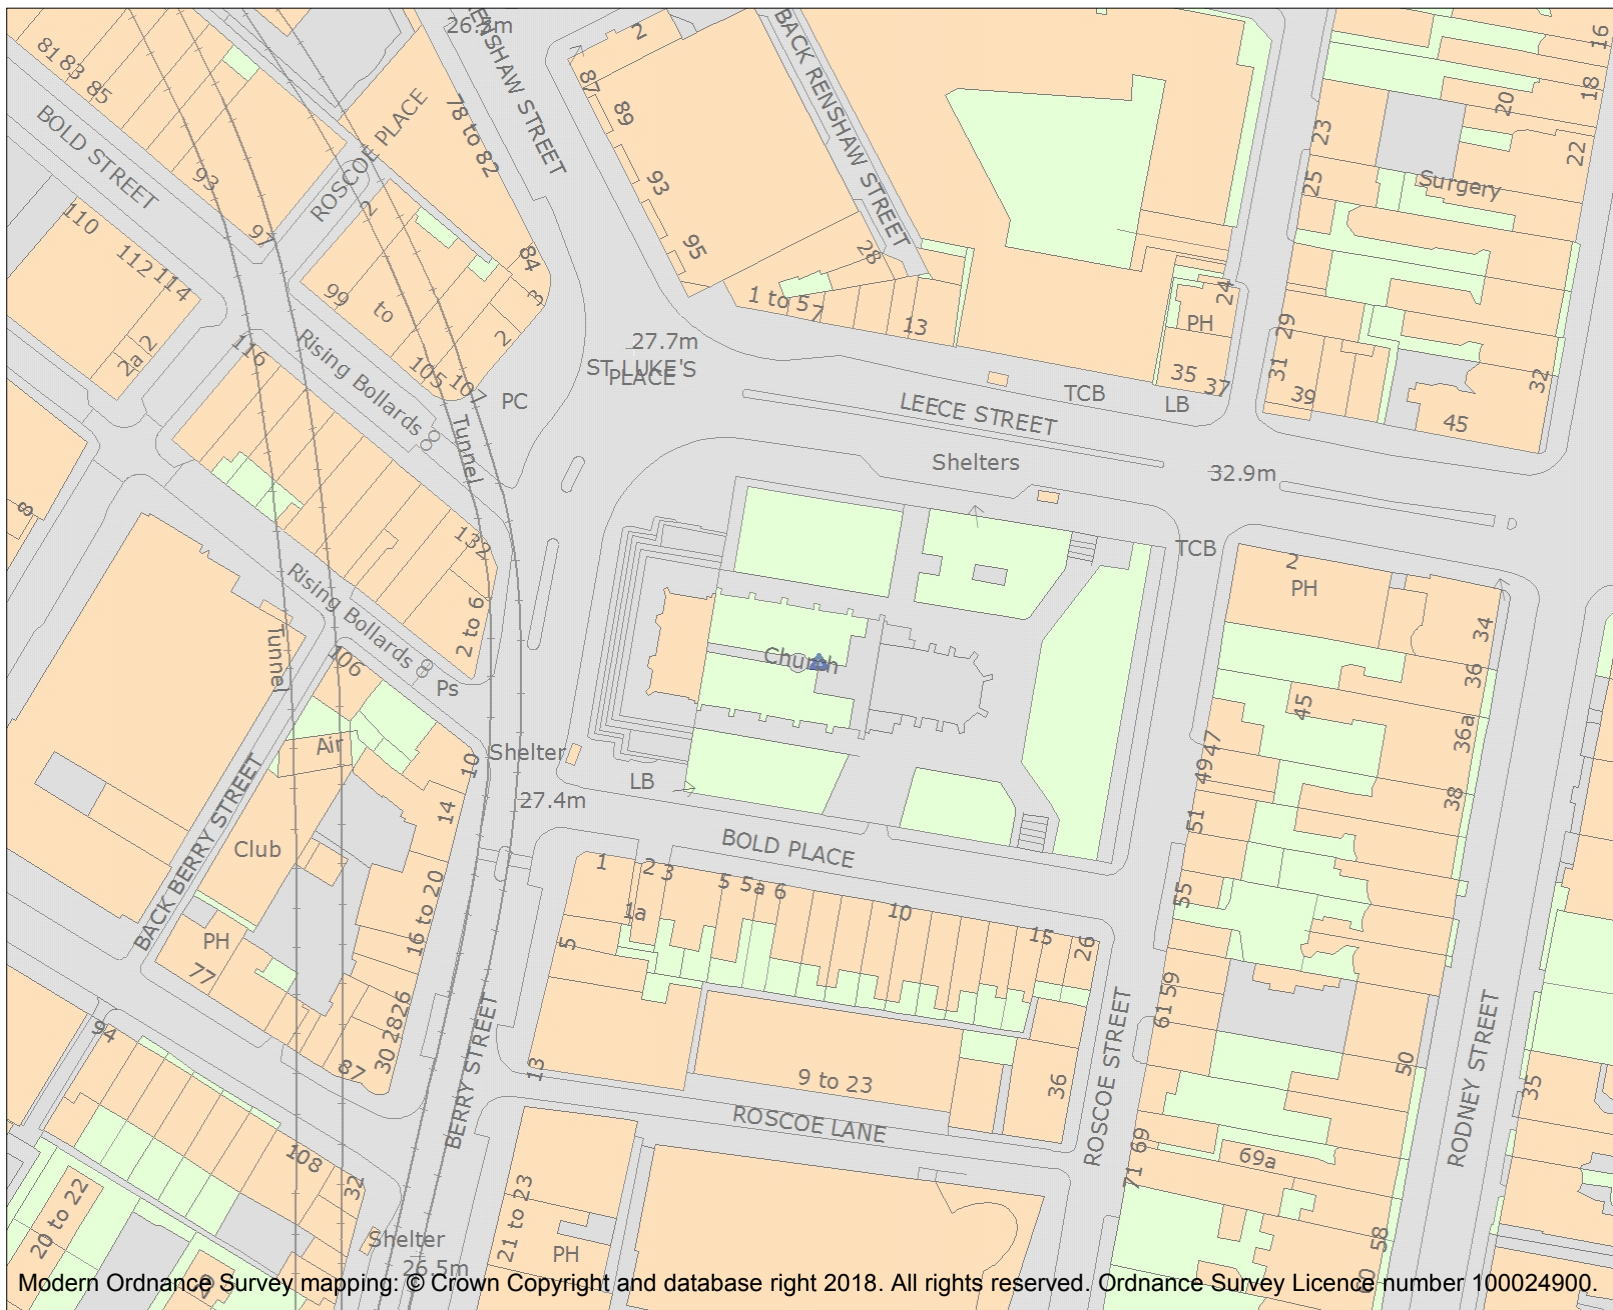 26.5m
RENSHAW STREET
BACK RENSHAW STREET
2
81
83
85
87
89
93
95
BOLD STREET
93
97
ROSCOE PLACE
78 to 82
84
3
2
2
99
to
105
107
110
112
114
2a
2
116
Rising Bollards
PC
Tunnel
27.7m
ST LUKE'S
PLACE
28
1 to 5
7
13
LEECE STREET
TCB
LB
35
37
PH
24
Shelters
32.9m
16
18
20
22
23
25
Surgery
29
31
39
45
32
8
132
2 to 6
Rising Bollards
Ps
Tunnel
106
Air
10
14
Club
BACK BERRY STREET
PH
77
16 to 20
26
28
30
87
94
108
32
20 to 22
Shelter
26.5m
Church
Shelter
LB
27.4m
BOLD PLACE
1
1a
2
3
5
5a
6
10
15
26
5
13
9 to 23
36
ROSCOE LANE
BERRY STREET
ROSCOE STREET
21 to 23
PH
TCB
2
PH
34
36
36a
38
45
47
49
51
55
59
61
69
71
69a
50
58
60
35
RODNEY STREET
Modern Ordnance Survey mapping: © Crown Copyright and database right 2018. All rights reserved. Ordnance Survey Licence number 100024900.